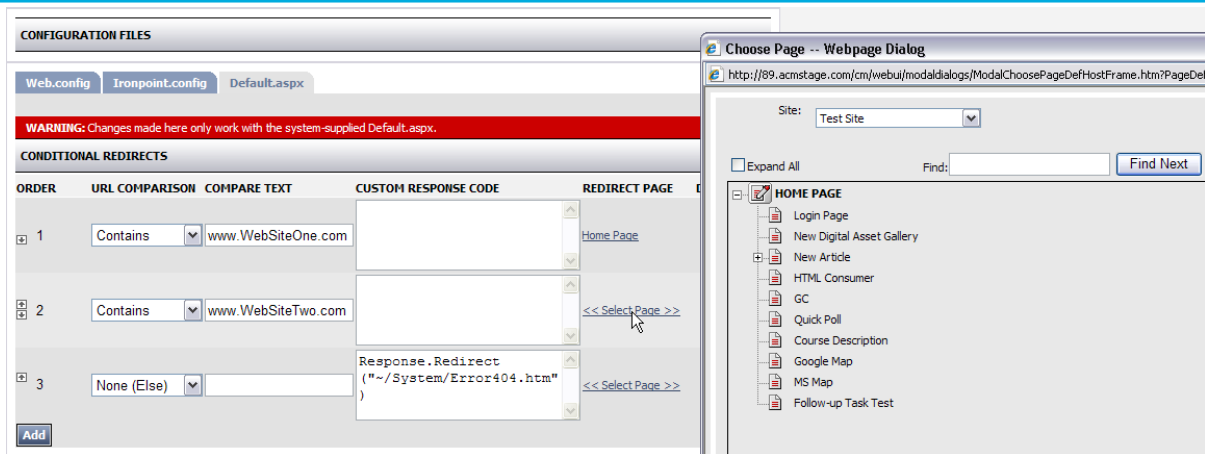 CONFIGURATION FILES
Web.config Ironpoint.config Default.aspx
WARNING: Changes made here only work with the system-supplied Default.aspx.
CONDITIONAL REDIRECTS
ORDER URL COMPARISON COMPARE TEXT CUSTOM RESPONSE CODE REDIRECT PAGE
1 Contains www.WebSiteOne.com Home Page
2 Contains www.WebSiteTwo.com << Select Page >>
3 None (Else) << Select Page >>
Response.Redirect
("~/System/Error404.htm"
)
Add
Choose Page -- Webpage Dialog
http://89.acmstage.com/cm/webui/modaldialogs/ModalChoosePageDefHostFrame.htm?PageDef
Site: Test Site
Expand All Find: Find Next
HOME PAGE
Login Page
New Digital Asset Gallery
New Article
HTML Consumer
GC
Quick Poll
Course Description
Google Map
MS Map
Follow-up Task Test